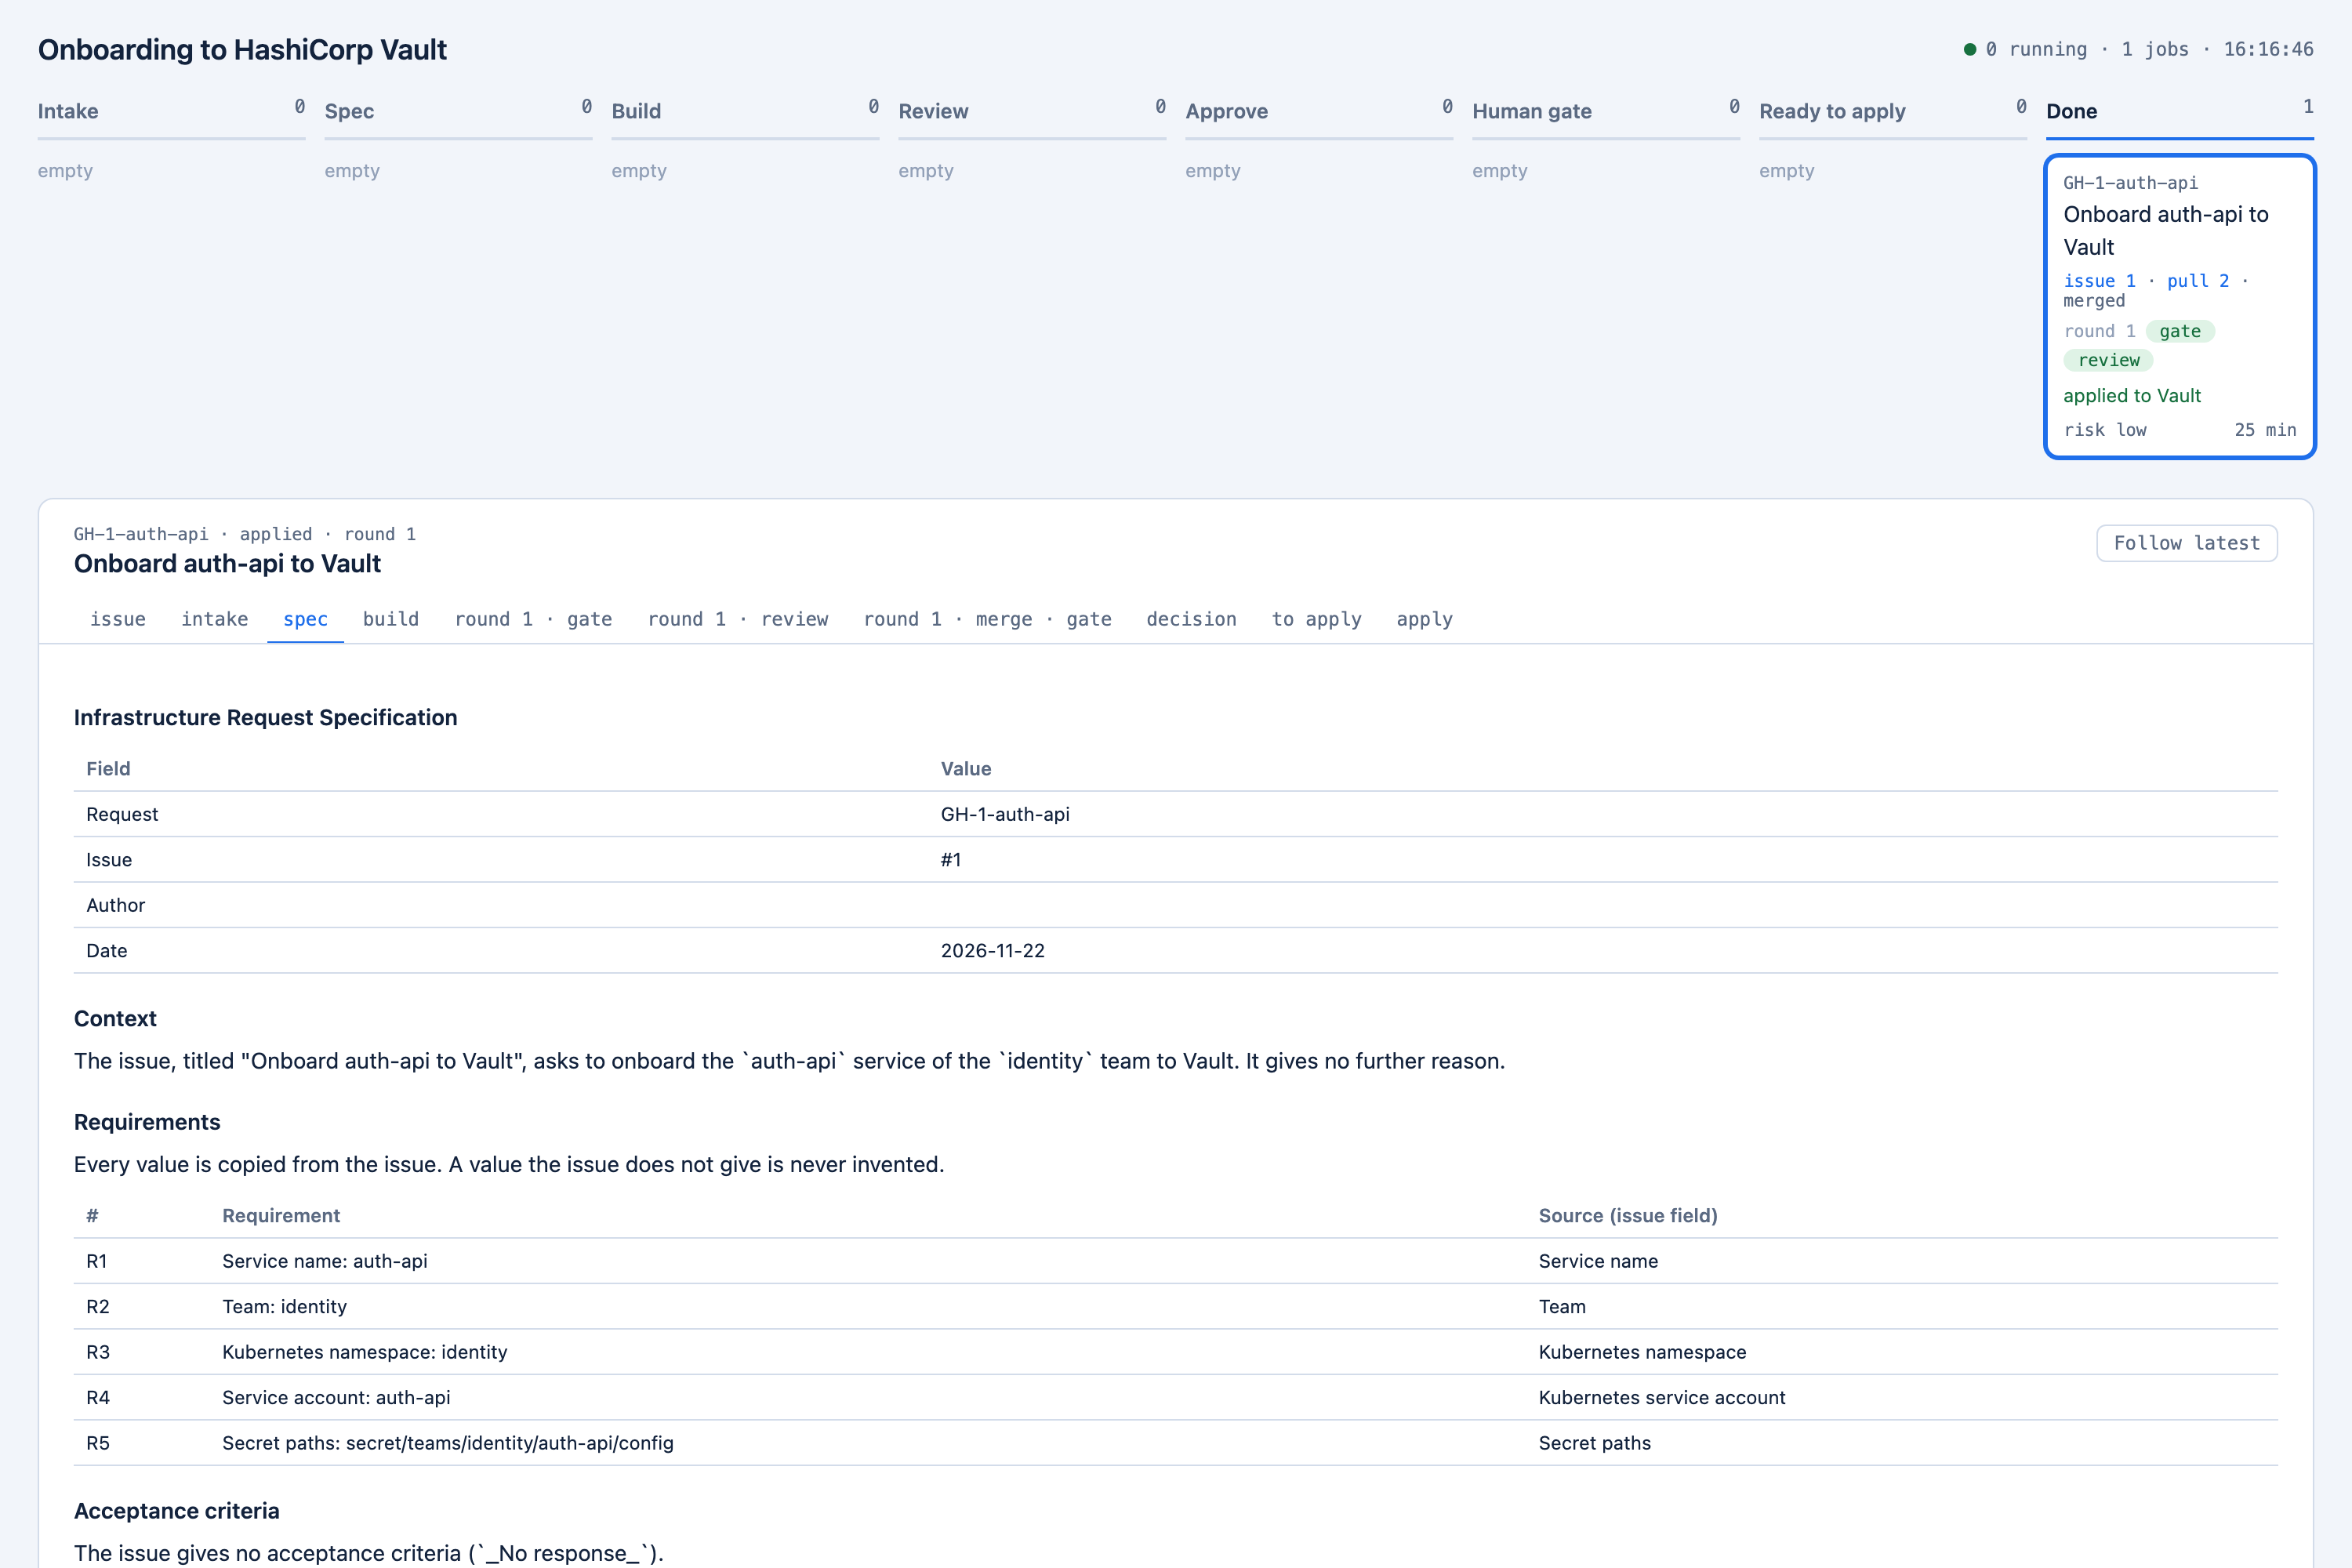 Onboarding to HashiCorp Vault
0 running · 1 jobs · 16:16:46
Intake 0
Spec 0
Build 0
Review 0
Approve 0
Human gate 0
Ready to apply 0
Done 1
empty
empty
empty
empty
empty
empty
empty
GH-1-auth-api
Onboard auth-api to
Vault
issue 1 · pull 2 ·
merged
round 1 gate
review
applied to Vault
risk low 25 min
GH-1-auth-api · applied · round 1
Onboard auth-api to Vault
Follow latest
issue intake spec build round 1 · gate round 1 · review round 1 · merge · gate decision to apply apply
Infrastructure Request Specification
Field Value
Request GH-1-auth-api
Issue #1
Author
Date 2026-11-22
Context
The issue, titled "Onboard auth-api to Vault", asks to onboard the `auth-api` service of the `identity` team to Vault. It gives no further reason.
Requirements
Every value is copied from the issue. A value the issue does not give is never invented.
# Requirement Source (issue field)
R1 Service name: auth-api Service name
R2 Team: identity Team
R3 Kubernetes namespace: identity Kubernetes namespace
R4 Service account: auth-api Kubernetes service account
R5 Secret paths: secret/teams/identity/auth-api/config Secret paths
Acceptance criteria
The issue gives no acceptance criteria (`_No response_`).